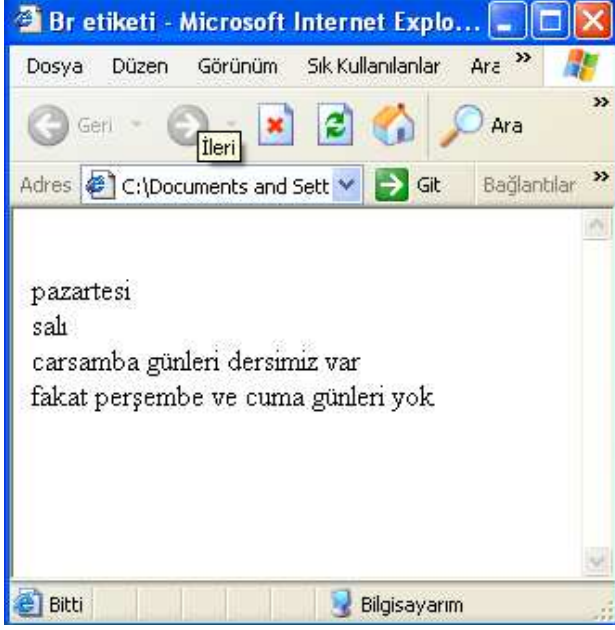 Br etiketi - Microsoft Internet Explo...
Dosya Düzen Görünüm Sık Kullanılanlar Ara »
Geri Ara »
İleri
Adres C:\Documents and Sett Git Bağlantılar »
pazartesi
salı
carsamba günleri dersimiz var
fakat perşembe ve cuma günleri yok
Bitti Bilgisayarım